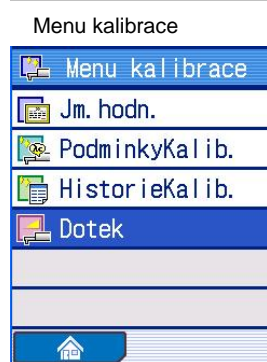 Menu kalibrace
Menu kalibrace
Jm.hodn.
PodminkyKalib.
HistorieKalib.
Dotek